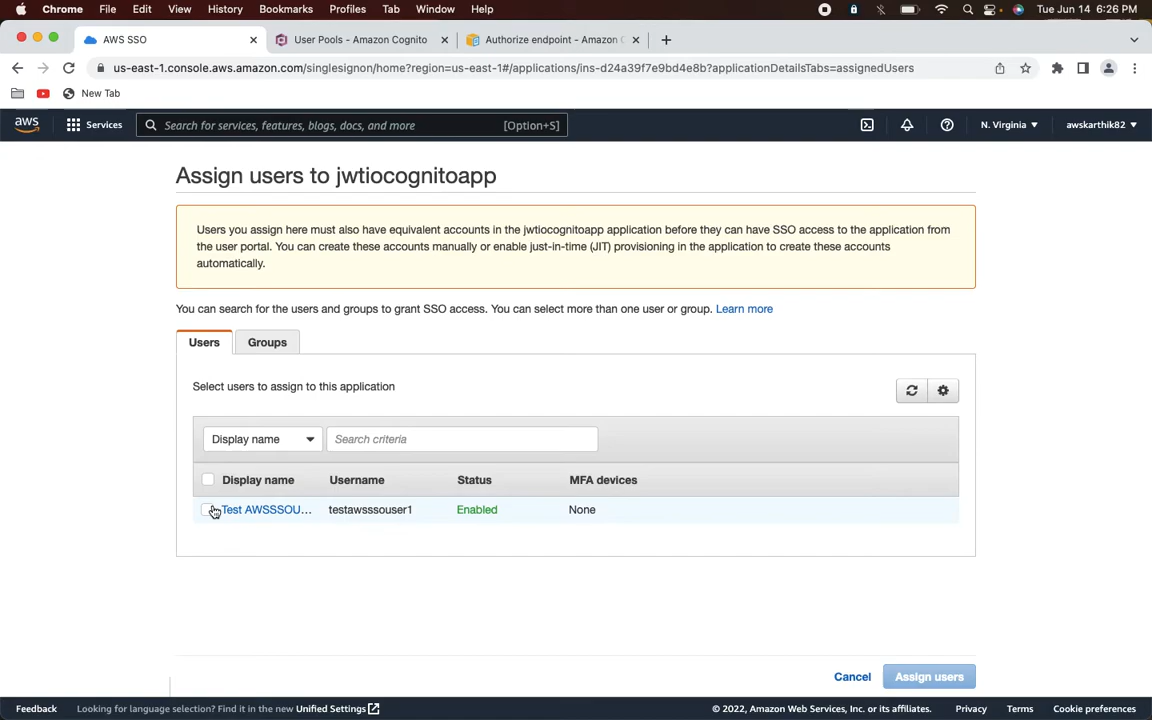 Chrome File Edit View History Bookmarks Profiles Tab Window Help Tue Jun 14 6:26 PM
AWS SSO User Pools - Amazon Cognito Authorize endpoint - Amazon C
us-east-1.console.aws.amazon.com/singlesignon/home?region=us-east-1#/applications/ins-d24a39f7e9bd4e8b?applicationDetailsTabs=assignedUsers
New Tab
aws Services Search for services, features, blogs, docs, and more [Option+S] N. Virginia awskarthik82
Assign users to jwtiocognitoapp
Users you assign here must also have equivalent accounts in the jwtiocognitoapp application before they can have SSO access to the application from
the user portal. You can create these accounts manually or enable just-in-time (JIT) provisioning in the application to create these accounts
automatically.
You can search for the users and groups to grant SSO access. You can select more than one user or group. Learn more
Users Groups
Select users to assign to this application
Display name Search criteria
Display name Username Status MFA devices
Test AWSSSOU... testawsssouser1 Enabled None
Cancel Assign users
Feedback Looking for language selection? Find it in the new Unified Settings © 2022, Amazon Web Services, Inc. or its affiliates. Privacy Terms Cookie preferences